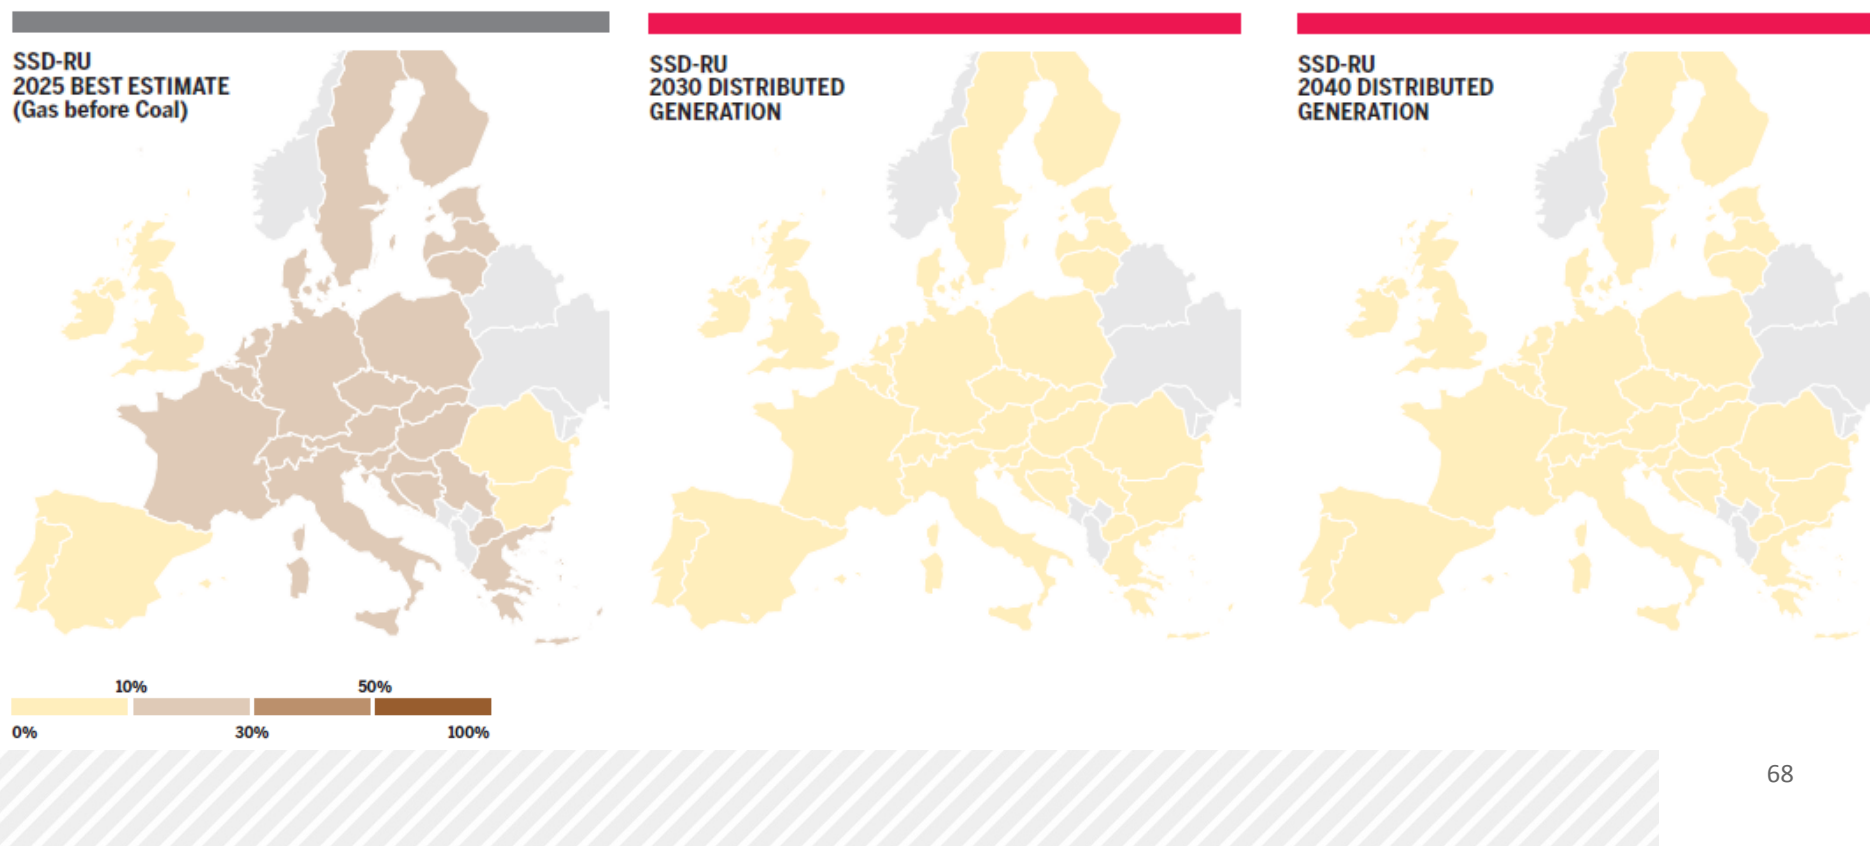 SSD-RU
2025 BEST ESTIMATE
(Gas before Coal)
SSD-RU
2030 DISTRIBUTED
GENERATION
SSD-RU
2040 DISTRIBUTED
GENERATION
10% 50%
0% 30% 100%
68